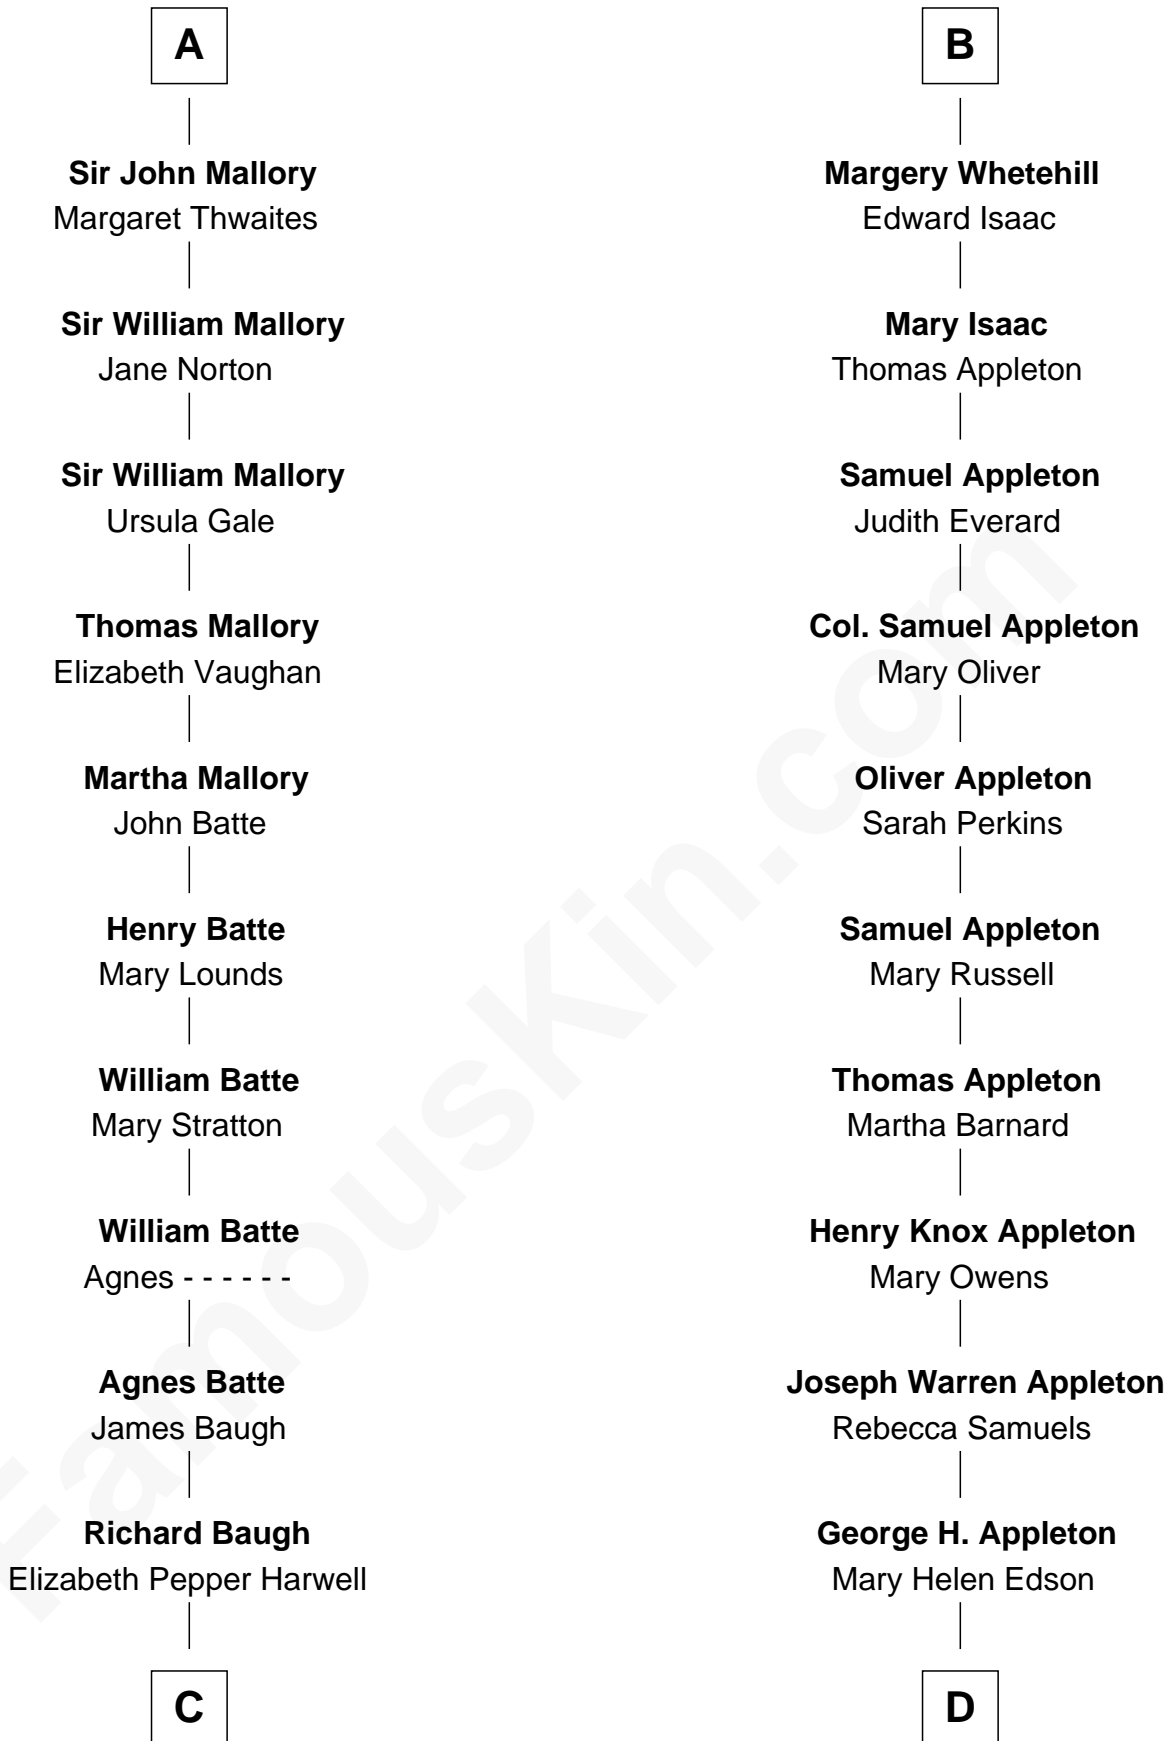 A
Sir John Mallory
Margaret Thwaites
Sir William Mallory
Jane Norton
Sir William Mallory
Ursula Gale
Thomas Mallory
Elizabeth Vaughan
Martha Mallory
John Batte
Henry Batte
Mary Lounds
William Batte
Mary Stratton
William Batte
Agnes - - - - - -
Agnes Batte
James Baugh
Richard Baugh
Elizabeth Pepper Harwell
C
B
Margery Whetehill
Edward Isaac
Mary Isaac
Thomas Appleton
Samuel Appleton
Judith Everard
Col. Samuel Appleton
Mary Oliver
Oliver Appleton
Sarah Perkins
Samuel Appleton
Mary Russell
Thomas Appleton
Martha Barnard
Henry Knox Appleton
Mary Owens
Joseph Warren Appleton
Rebecca Samuels
George H. Appleton
Mary Helen Edson
D
FamousKin.com